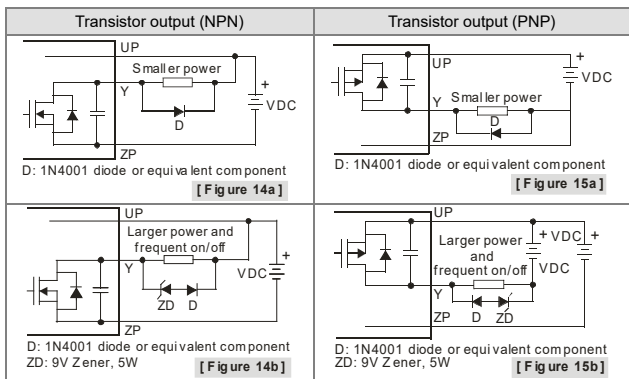 Transistor output (NPN)
Transistor output (PNP)
UP
Smaller power
Y
+
VDC
D
ZP
D: 1N4001 diode or equivalent component
[ Figure 14a ]
UP
+
VDC
Y
Smaller power
D
ZP
D: 1N4001 diode or equivalent component
[ Figure 15a ]
UP
Larger power and
frequent on/off
Y
+
VDC
ZD D
ZP
D: 1N4001 diode or equivalent component
ZD: 9V Zener, 5W
[ Figure 14b ]
UP
Larger power
and
frequent on/off
+ VDC +
VDC
Y
D ZD
ZP
D: 1N4001 diode or equivalent component
ZD: 9V Zener, 5W
[ Figure 15b ]